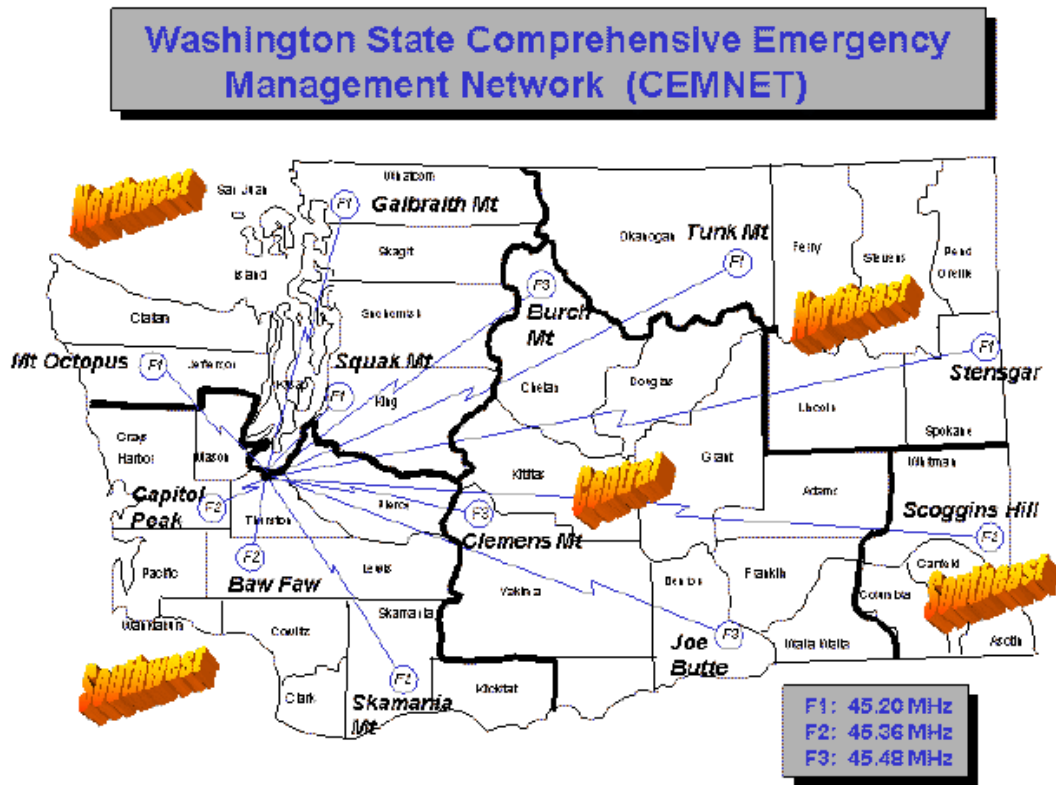 Washington State Comprehensive Emergency
Management Network (CEMNET)
Northwest
San Juan
Whatcom
F1
Galbraith Mt
Skagit
Okanogan
Tunk Mt
F1
Ferry
Stevens
Pend
Oreille
Island
F3
Burch
Mt
Northeast
Clallam
Snohomish
Mt Octopus
F1
Jefferson
Squak Mt
F1
Kitsap
King
Chelan
Douglas
F1
Stensgar
Lincoln
Spokane
Grays
Harbor
Mason
Kittitas
Central
Grant
Whitman
Adams
Capitol
Peak
F2
Thurston
Pierce
F3
Clemens Mt
Scoggins Hill
F2
F2
Baw Faw
Pacific
Lewis
Yakima
Benton
Franklin
Garfield
Columbia
Southeast
Wahkiakum
Cowlitz
Skamania
Joe
Butte
F3
Walla Walla
Asotin
Southwest
Clark
F2
Skamania
Mt
Klickitat
F1: 45.20 MHz
F2: 45.36 MHz
F3: 45.48 MHz